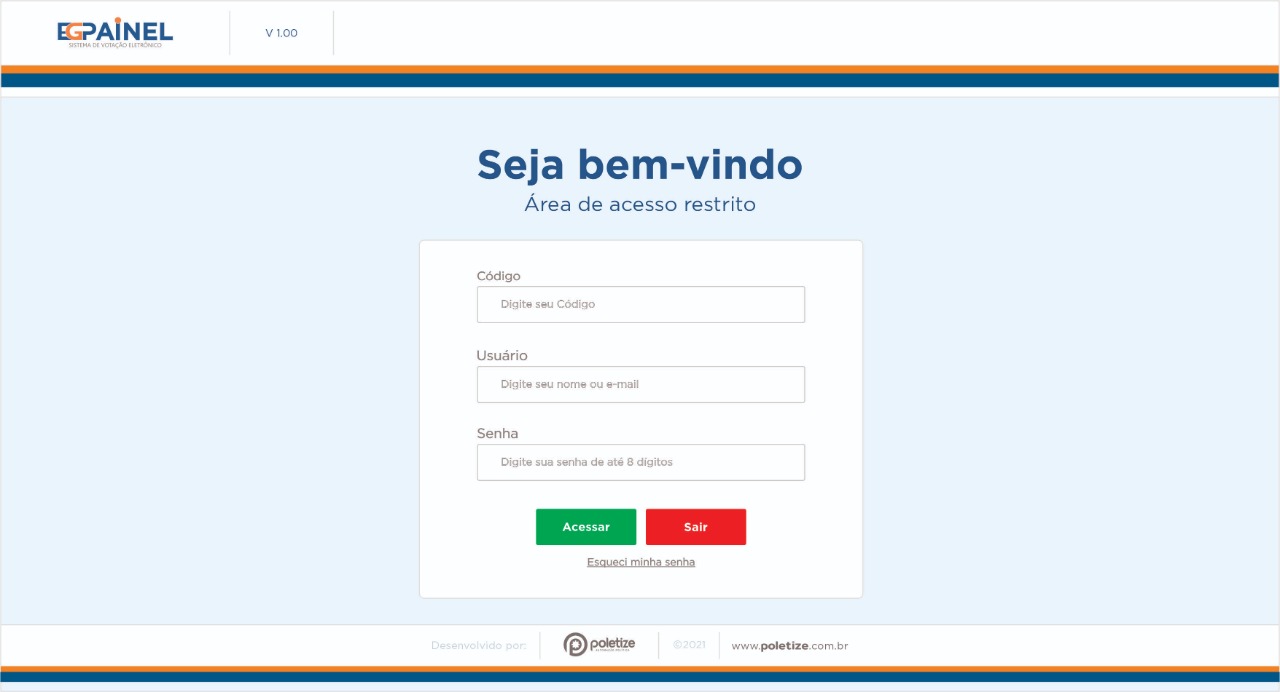 EGPAINEL
SISTEMA DE VOTAÇÃO ELETRÔNICO
V 1.00
Seja bem-vindo
Área de acesso restrito
Código
Digite seu Código
Usuário
Digite seu nome ou e-mail
Senha
Digite sua senha de até 8 dígitos
Acessar
Sair
Esqueci minha senha
Desenvolvido por:
poletize
©2021
www.poletize.com.br